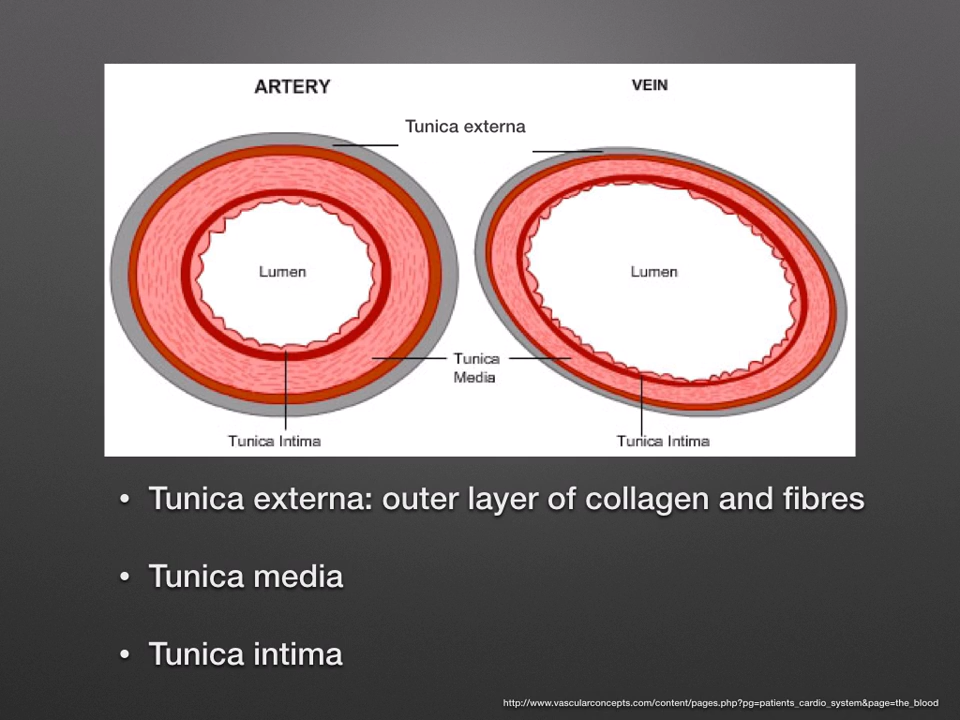 ARTERY
VEIN
Tunica externa
Lumen
Lumen
Tunica
Media
Tunica Intima
Tunica Intima
• Tunica externa: outer layer of collagen and fibres
• Tunica media
• Tunica intima
http://www.vascularconcepts.com/content/pages.php?pg=patients_cardio_system&page=the_blood